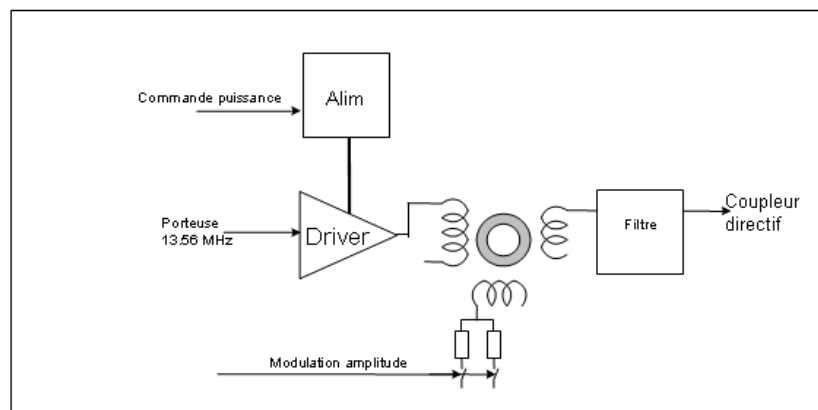 Commande puissance
Alim
Porteuse
13.56 MHz
Driver
Filtre
Coupleur
directif
Modulation amplitude